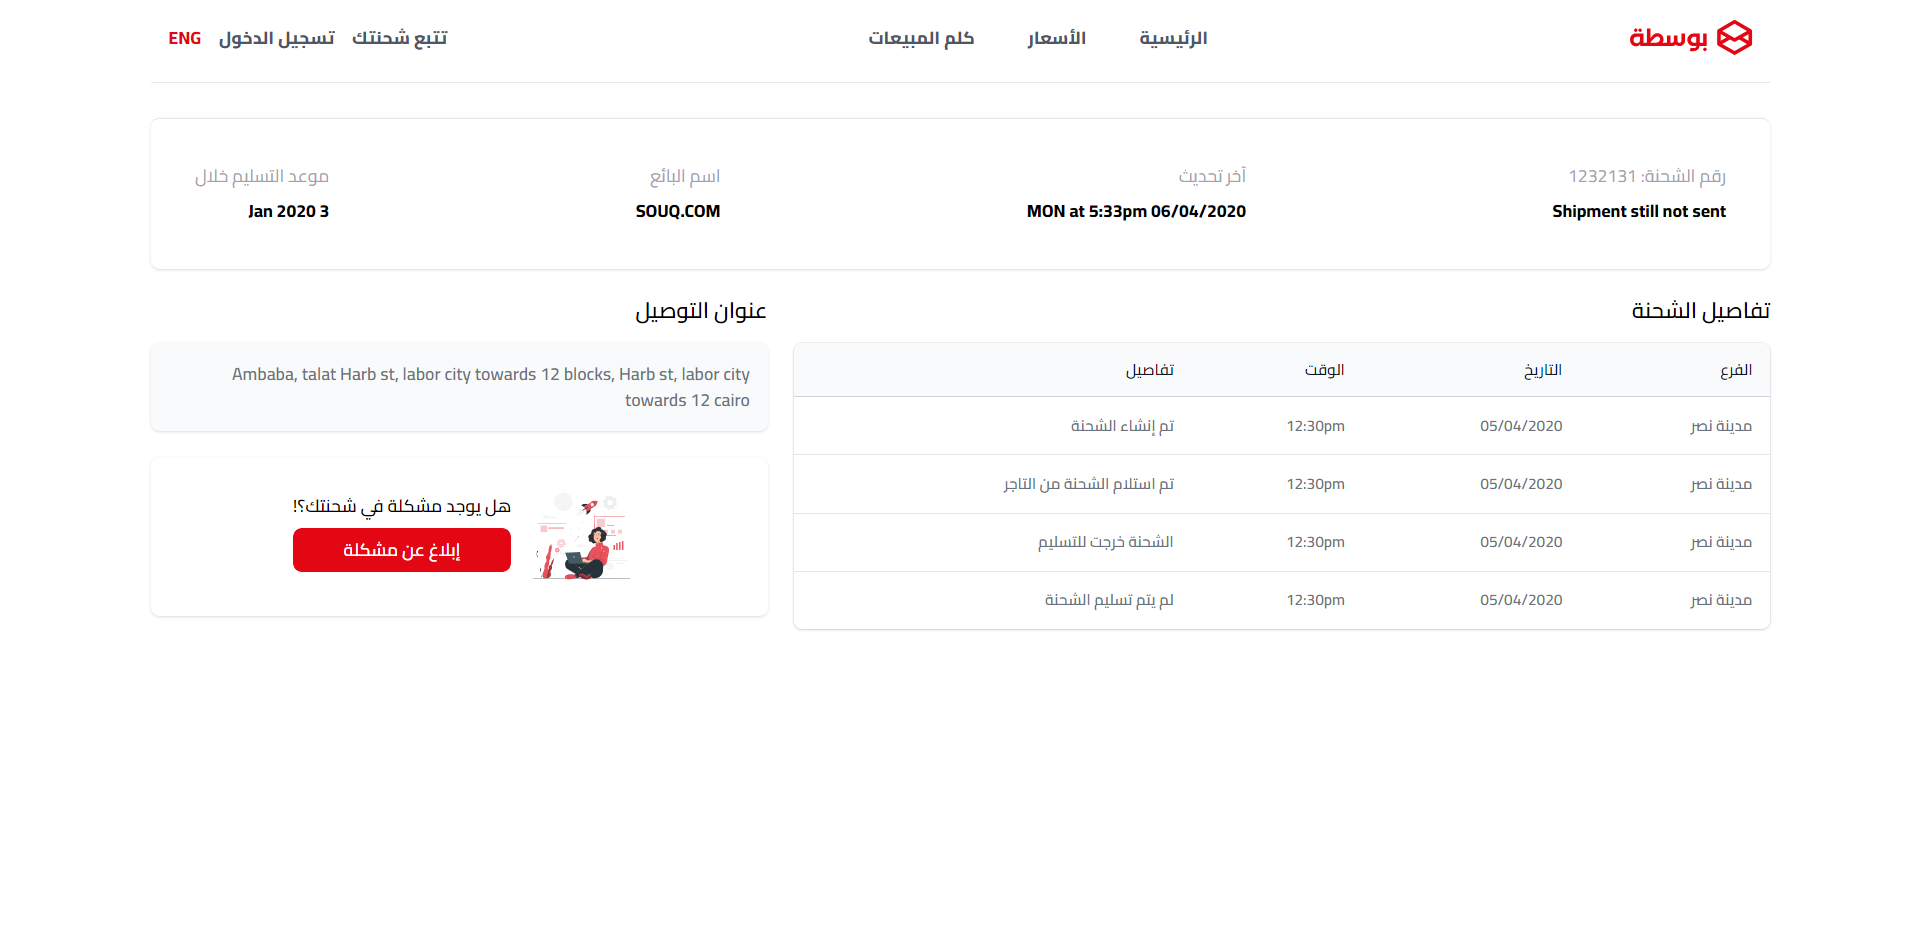 بوسطة
الرئيسية
الأسعار
كلم المبيعات
تتبع شحنتك
تسجيل الدخول
ENG
رقم الشحنة: 1232131
Shipment still not sent
آخر تحديث
MON at 5:33pm 06/04/2020
اسم البائع
SOUQ.COM
موعد التسليم خلال
Jan 2020 3
تفاصيل الشحنة
الفرع التاريخ الوقت تفاصيل
مدينة نصر 05/04/2020 12:30pm تم إنشاء الشحنة
مدينة نصر 05/04/2020 12:30pm تم استلام الشحنة من التاجر
مدينة نصر 05/04/2020 12:30pm الشحنة خرجت للتسليم
مدينة نصر 05/04/2020 12:30pm لم يتم تسليم الشحنة
عنوان التوصيل
Ambaba, talat Harb st, labor city towards 12 blocks, Harb st, labor city
towards 12 cairo
هل يوجد مشكلة في شحنتك؟!
إبلاغ عن مشكلة